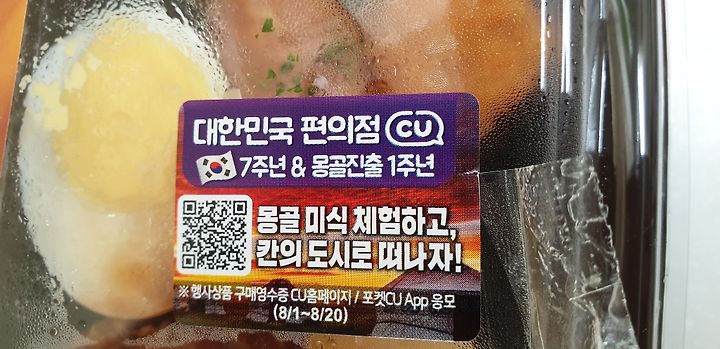 대한민국 편의점 CU
7주년 & 몽골진출 1주년
몽골 미식 체험하고,
칸의 도시로 떠나자!
※ 행사상품 구매영수증 CU홈페이지 / 포켓CU App 응모
(8/1~8/20)